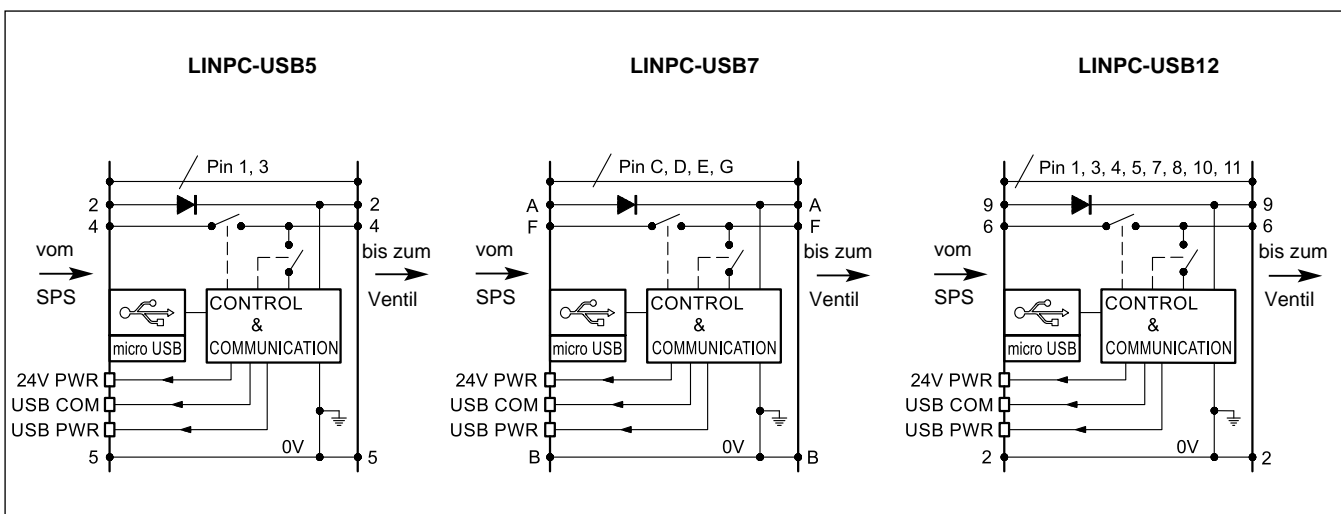 LINPC-USB5
Pin 1, 3
2 2
4 4
vom
SPS
bis zum
Ventil
CONTROL
&
COMMUNICATION
micro USB
24V PWR
USB COM
USB PWR
0V
5 5
LINPC-USB7
Pin C, D, E, G
A A
F F
vom
SPS
bis zum
Ventil
CONTROL
&
COMMUNICATION
micro USB
24V PWR
USB COM
USB PWR
0V
B B
LINPC-USB12
Pin 1, 3, 4, 5, 7, 8, 10, 11
9 9
6 6
vom
SPS
bis zum
Ventil
CONTROL
&
COMMUNICATION
micro USB
24V PWR
USB COM
USB PWR
0V
2 2